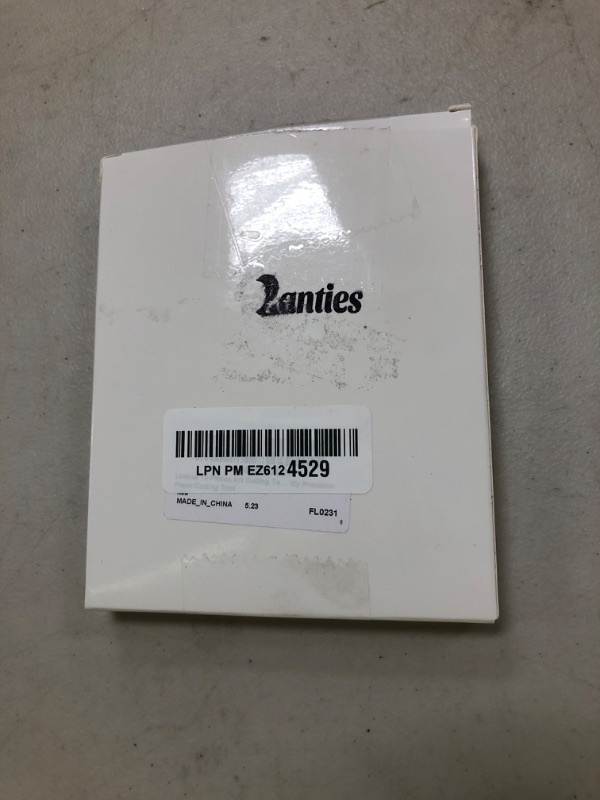 Lanties
LPN PM EZ6124529
MADE_IN_CHINA 5.23 FL0231